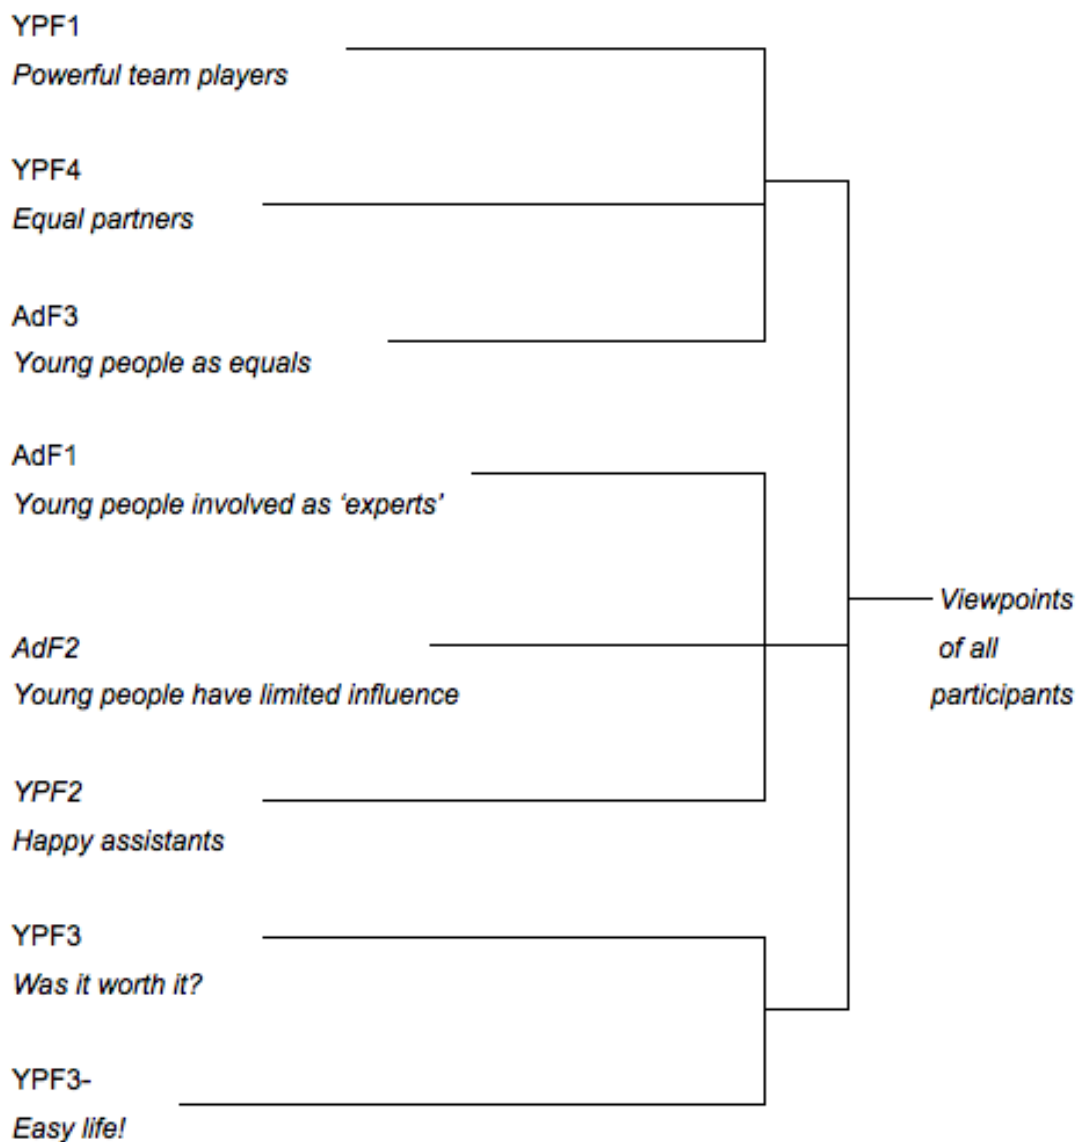 YPF1
Powerful team players
YPF4
Equal partners
AdF3
Young people as equals
AdF1
Young people involved as ‘experts’
AdF2
Young people have limited influence
YPF2
Happy assistants
YPF3
Was it worth it?
YPF3-
Easy life!
Viewpoints
of all
participants